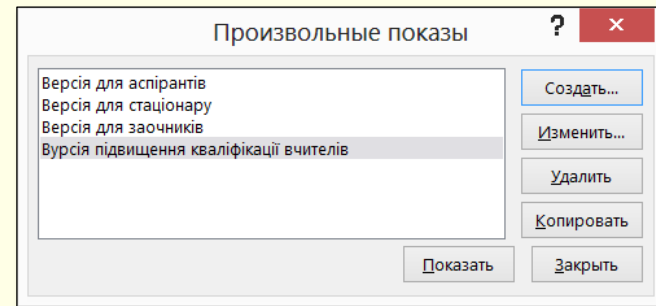 Произвольные показы
? ×
Версія для аспірантів
Версія для стаціонару
Версія для заочників
Вурсія підвищення кваліфікації вчителів
Создать...
Изменить...
Удалить
Копировать
Показать
Закрыть